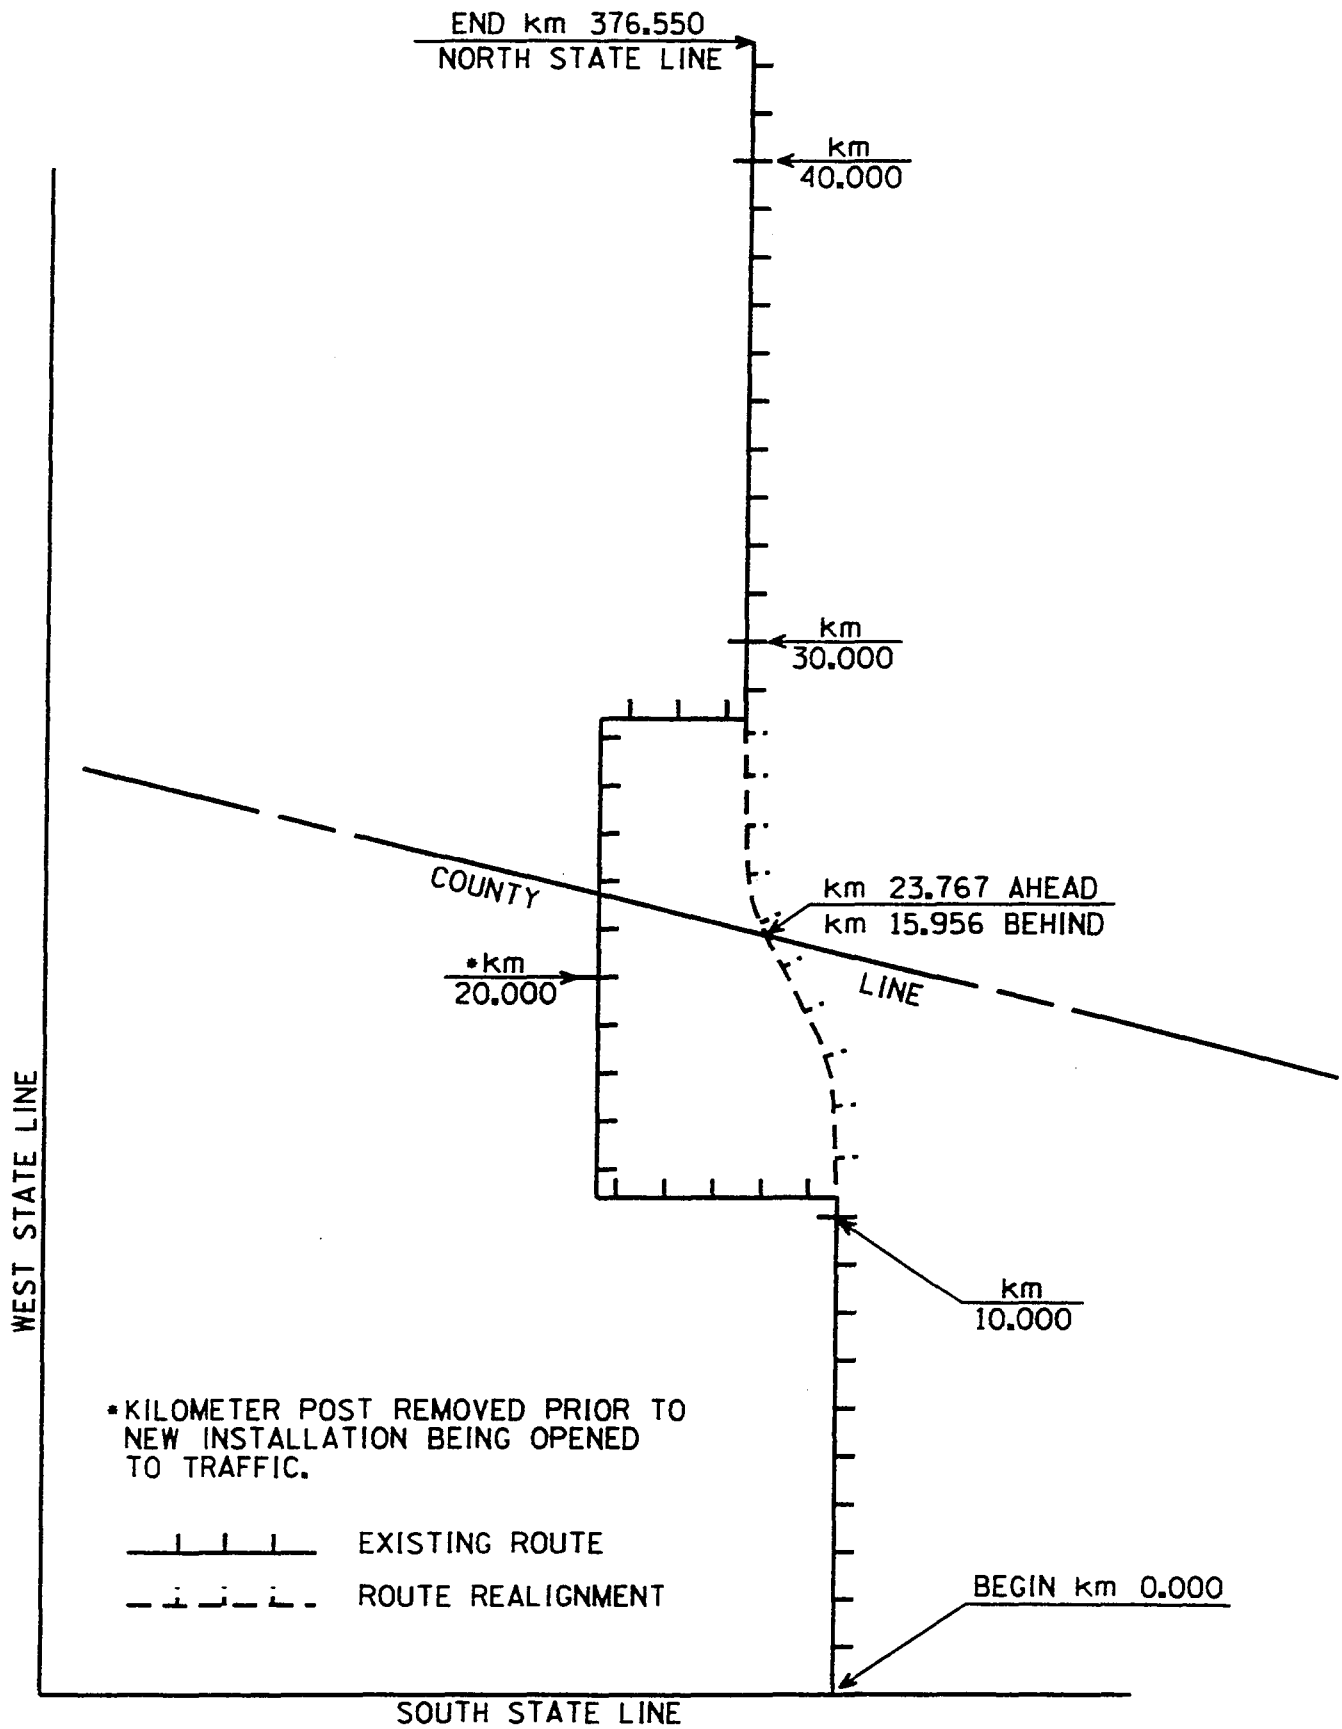 END km 376.550
NORTH STATE LINE
km
40.000
km
30.000
COUNTY
LINE
km 23.767 AHEAD
km 15.956 BEHIND
*km
20.000
WEST STATE LINE
km
10.000
*KILOMETER POST REMOVED PRIOR TO
NEW INSTALLATION BEING OPENED
TO TRAFFIC.
EXISTING ROUTE
ROUTE REALIGNMENT
BEGIN km 0.000
SOUTH STATE LINE